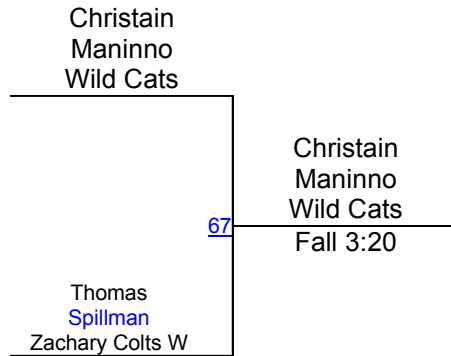 Christain
Maninno
Wild Cats
67
Christain
Maninno
Wild Cats
Fall 3:20
Thomas
Spillman
Zachary Colts W